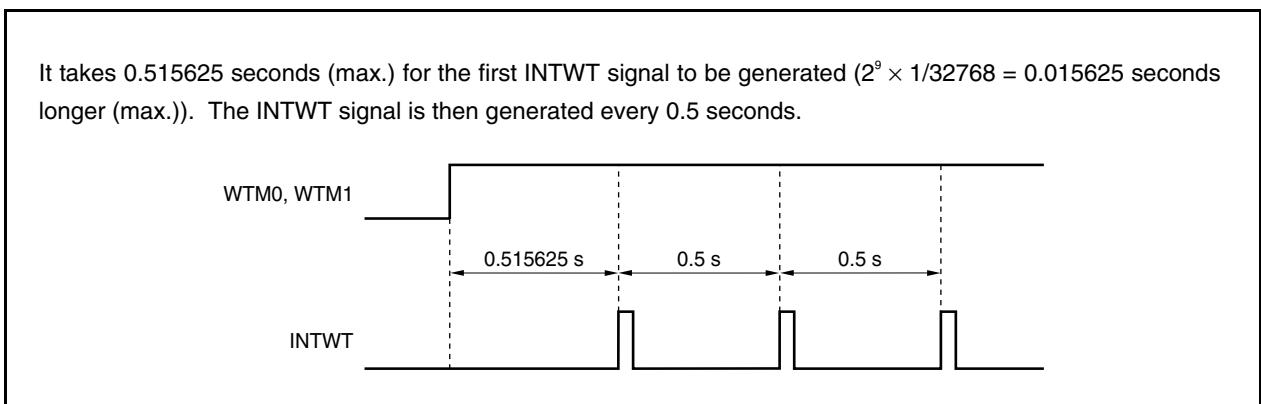 It takes 0.515625 seconds (max.) for the first INTWT signal to be generated (2⁹ × 1/32768 = 0.015625 seconds
longer (max.)). The INTWT signal is then generated every 0.5 seconds.
WTM0, WTM1
0.515625 s
0.5 s
0.5 s
INTWT